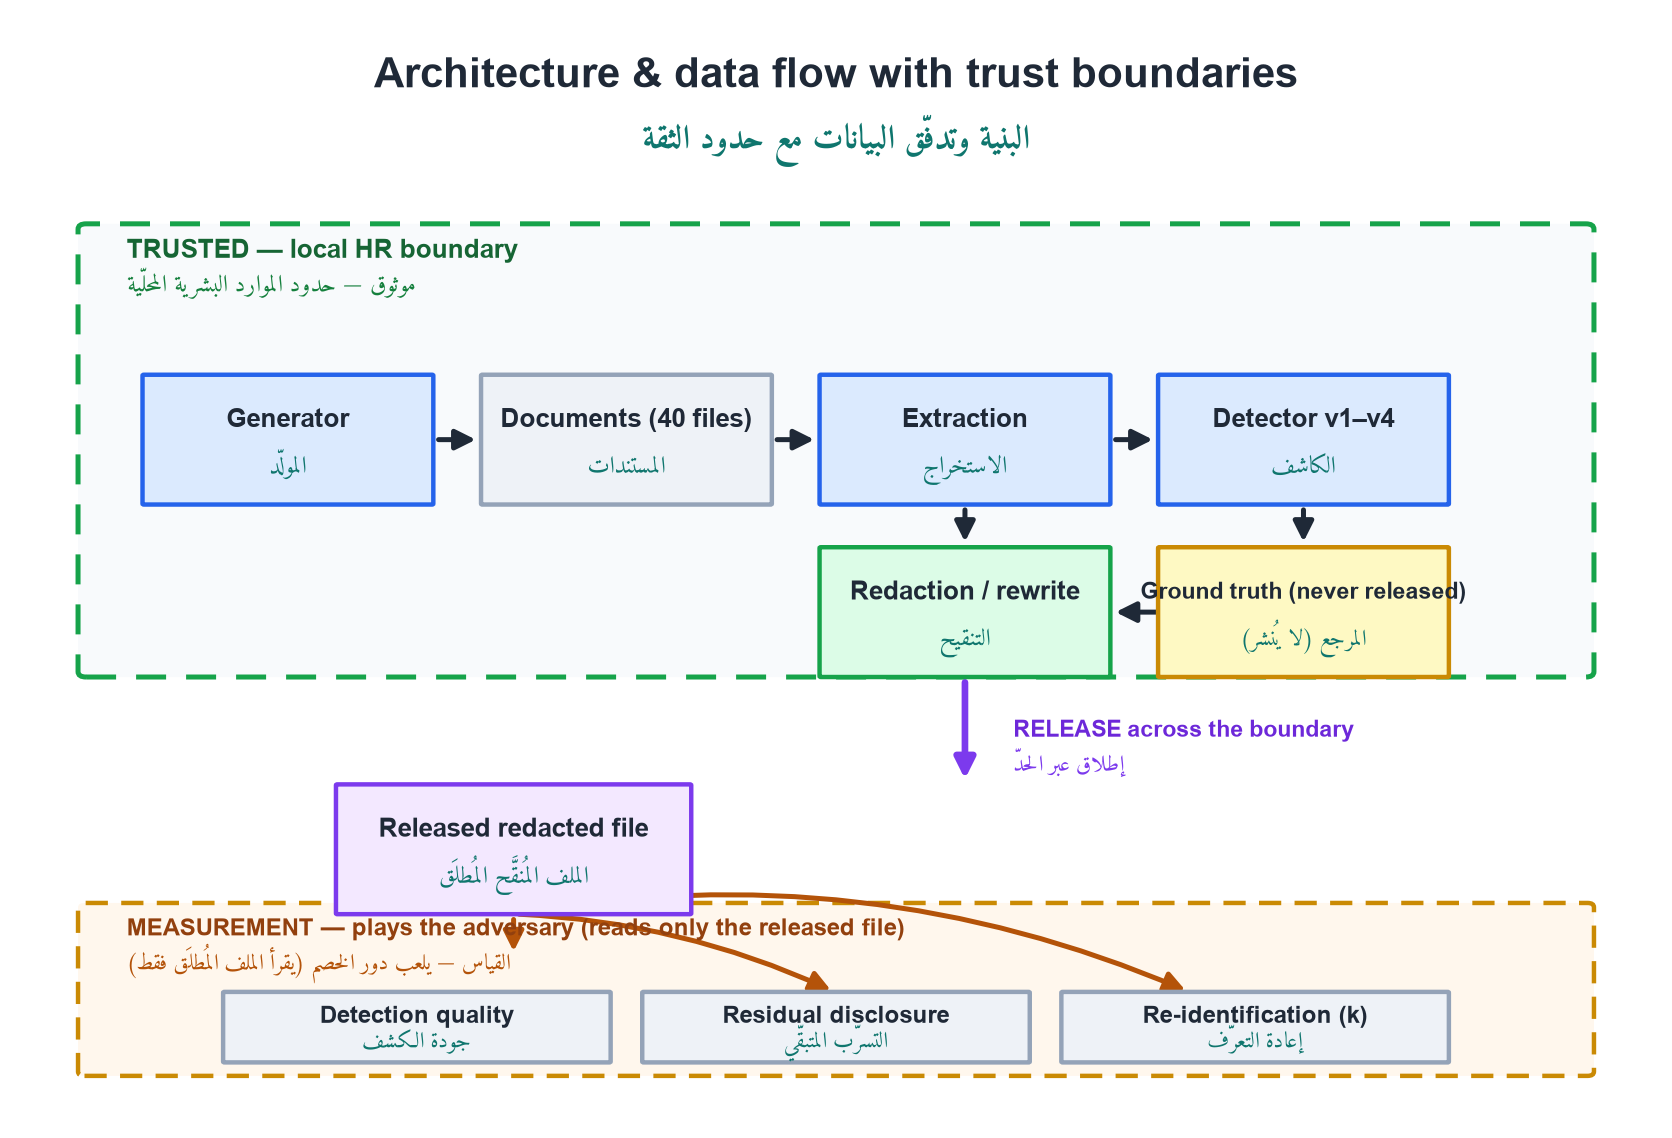 Architecture & data flow with trust boundaries
البنية وتدفّق البيانات مع حدود الثقة
TRUSTED — local HR boundary
موثوق — حدود الموارد البشرية المحلّية
Generator
المولّد
Documents (40 files)
المستندات
Extraction
الاستخراج
Detector v1–v4
الكاشف
Redaction / rewrite
التنقيح
Ground truth (never released)
المرجع (لا يُنشر)
RELEASE across the boundary
إطلاق عبر الحدّ
Released redacted file
الملف المُنقَّح المُطلَق
MEASUREMENT — plays the adversary (reads only the released file)
القياس — يلعب دور الخصم (يقرأ الملف المُطلَق فقط)
Detection quality
جودة الكشف
Residual disclosure
التسرّب المتبقّي
Re-identification (k)
إعادة التعرّف